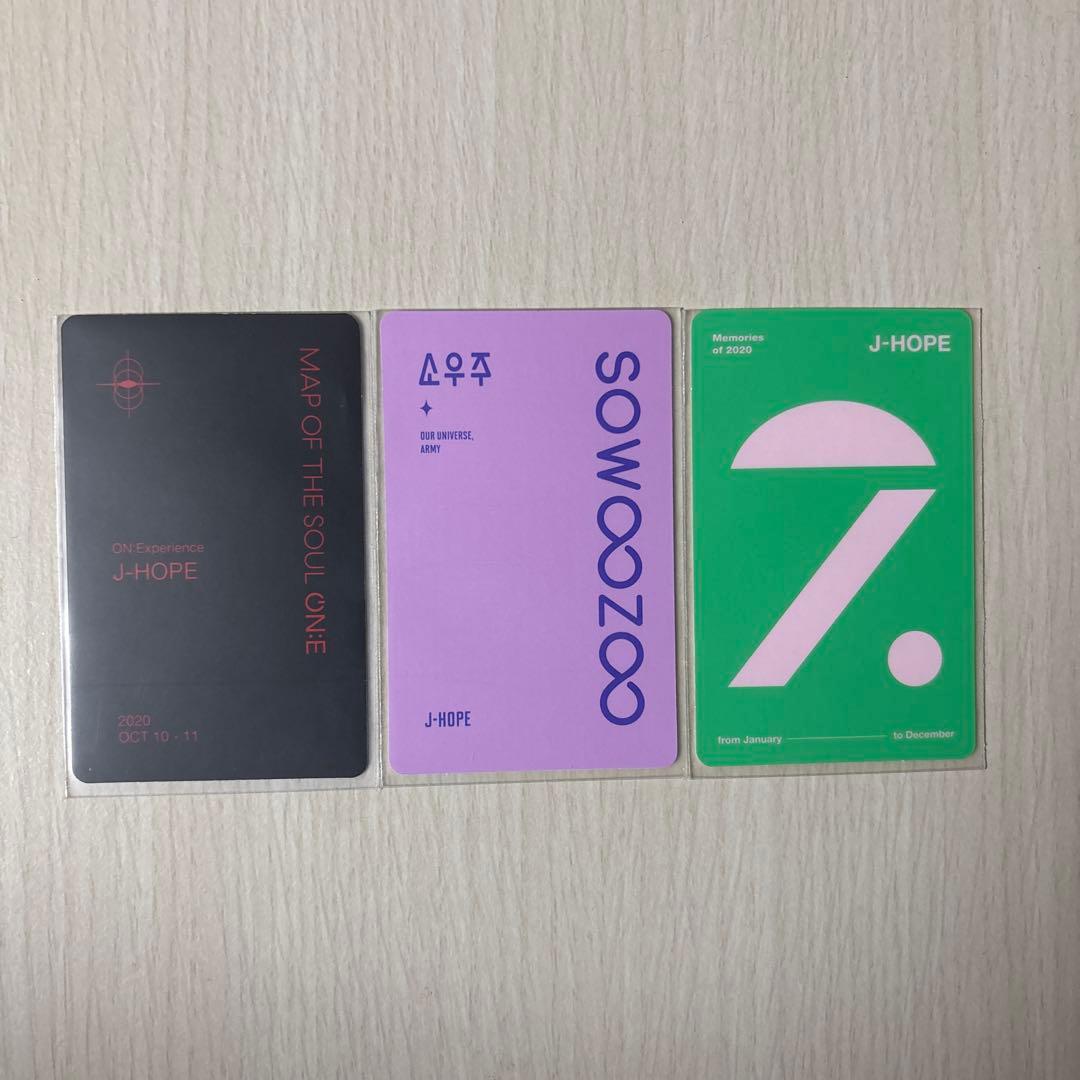 MAP OF THE SOUL ON:E
ON:Experience
J-HOPE
2020
OCT 10 - 11
소우주
OUR UNIVERSE,
ARMY
SOWOOZOO
J-HOPE
Memories
of 2020
J-HOPE
7.
from January
to December